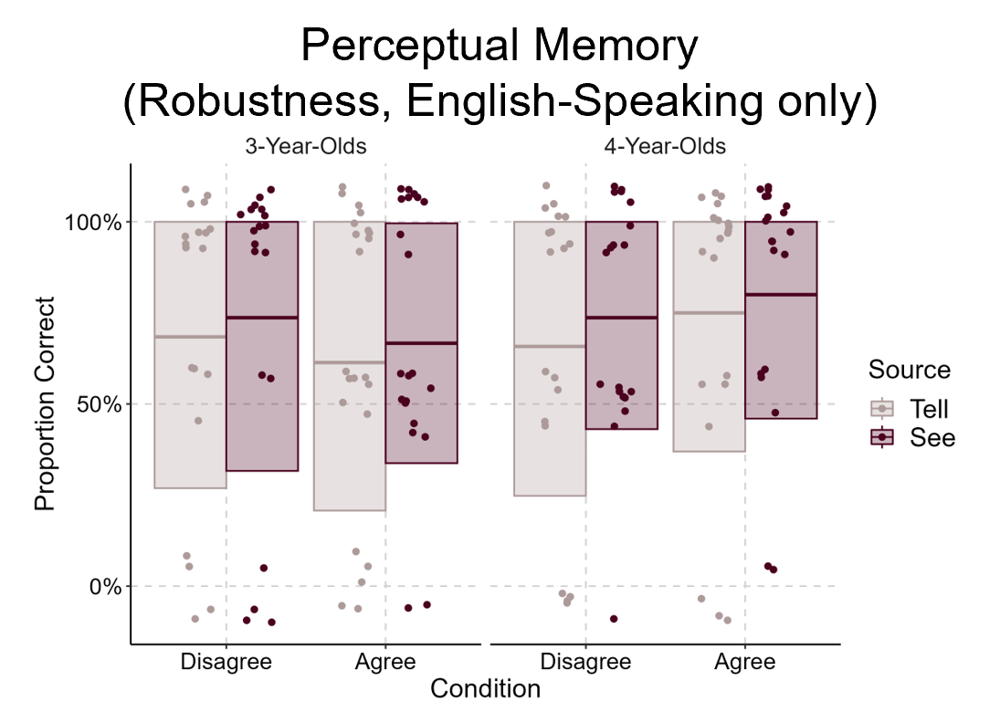 Perceptual Memory
(Robustness, English-Speaking only)
3-Year-Olds
4-Year-Olds
Proportion Correct
100%
50%
0%
Disagree
Agree
Disagree
Agree
Condition
Source
Tell
See